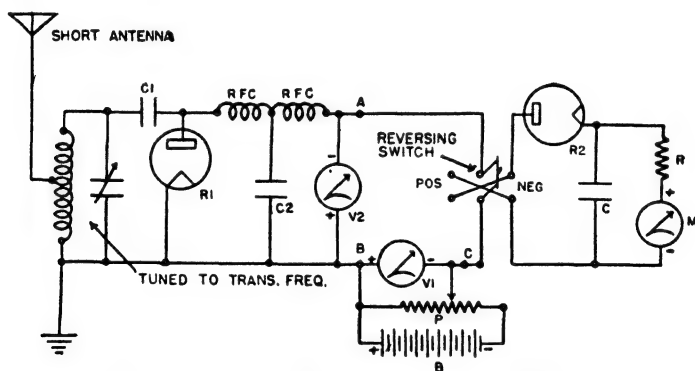 SHORT ANTENNA
C1
RFC RFC
A
R1
C2
- V2 +
REVERSING SWITCH
POS
NEG
R2
C
R
+
M
-
B
+ V1 -
C
P
+ B -
TUNED TO TRANS. FREQ.